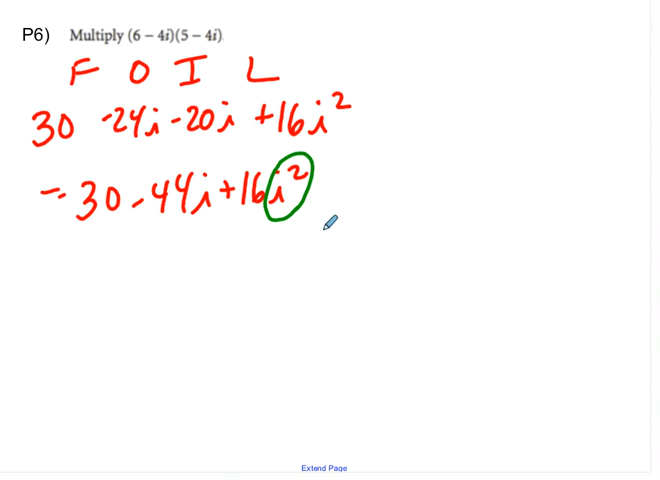 P6) Multiply (6 – 4i)(5 – 4i)
F O I L
30 -24i -20i +16i²
= 30 - 44i + 16i²
Extend Page